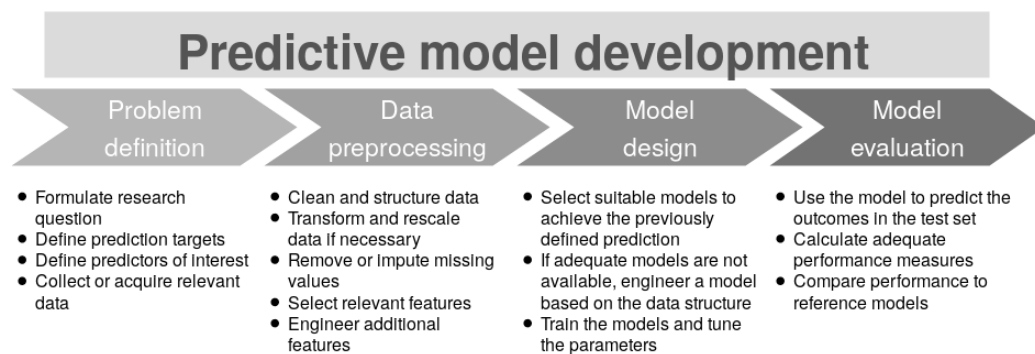 Predictive model development
Problem
definition
Data
preprocessing
Model
design
Model
evaluation
● Formulate research
question
● Define prediction targets
● Define predictors of interest
● Collect or acquire relevant
data
● Clean and structure data
● Transform and rescale
data if necessary
● Remove or impute missing
values
● Select relevant features
● Engineer additional
features
● Select suitable models to
achieve the previously
defined prediction
● If adequate models are not
available, engineer a model
based on the data structure
● Train the models and tune
the parameters
● Use the model to predict the
outcomes in the test set
● Calculate adequate
performance measures
● Compare performance to
reference models